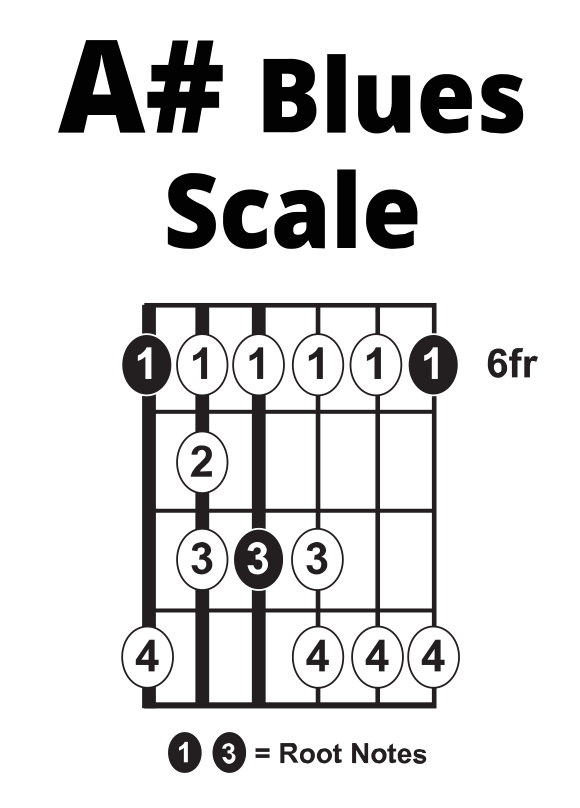 A# Blues
Scale
1 1 1 1 1 1 6fr
2
3 3 3
4 4 4 4
1 3 = Root Notes